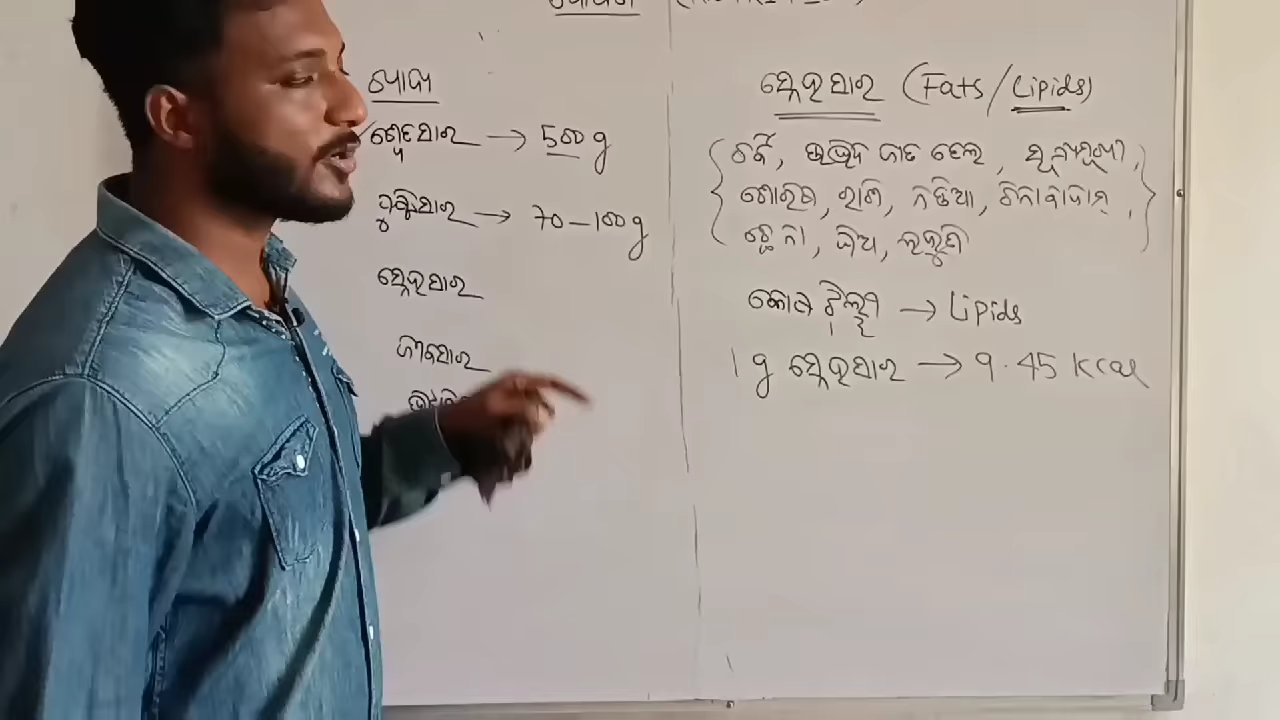 ଖାଦ୍ୟ
ଶ୍ୱେତସାର → 500 g
ପୁଷ୍ଟିସାର → 70 – 100 g
ସ୍ନେହସାର
ଜୀବସାର
ସ୍ନେହସାର (Fats / Lipids)
ଚର୍ବି, ଉଦ୍ଭିଦ ଜାତ ତେଲ, ସୂର୍ଯ୍ୟମୁଖୀ,
ସୋରିଷ, ରାଶି, ନଡିଆ, ଚିନାବାଦାମ,
ଛେନା, ଘିଅ, ଲହୁଣି
କୋଷ ଝିଲ୍ଲୀ → Lipids
1 g ସ୍ନେହସାର → 9.45 kcal